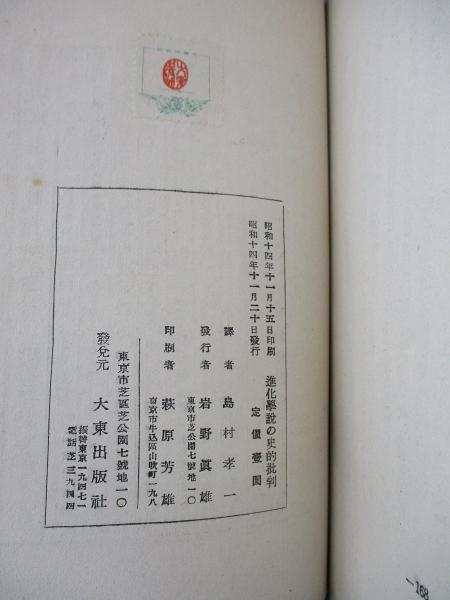 昭和十四年十一月十五日印刷
昭和十四年十一月二十日發行
進化學說の史的批判
定價壹圓
譯者 島村孝一
發行者 岩野眞雄
東京市芝公園七號地一〇
印刷者 萩原芳雄
東京市牛込區山吹町一九八
發兌元
東京市芝區芝公園七號地一〇
大東出版社
振替東京一九四七一
電話芝三九四四
—168